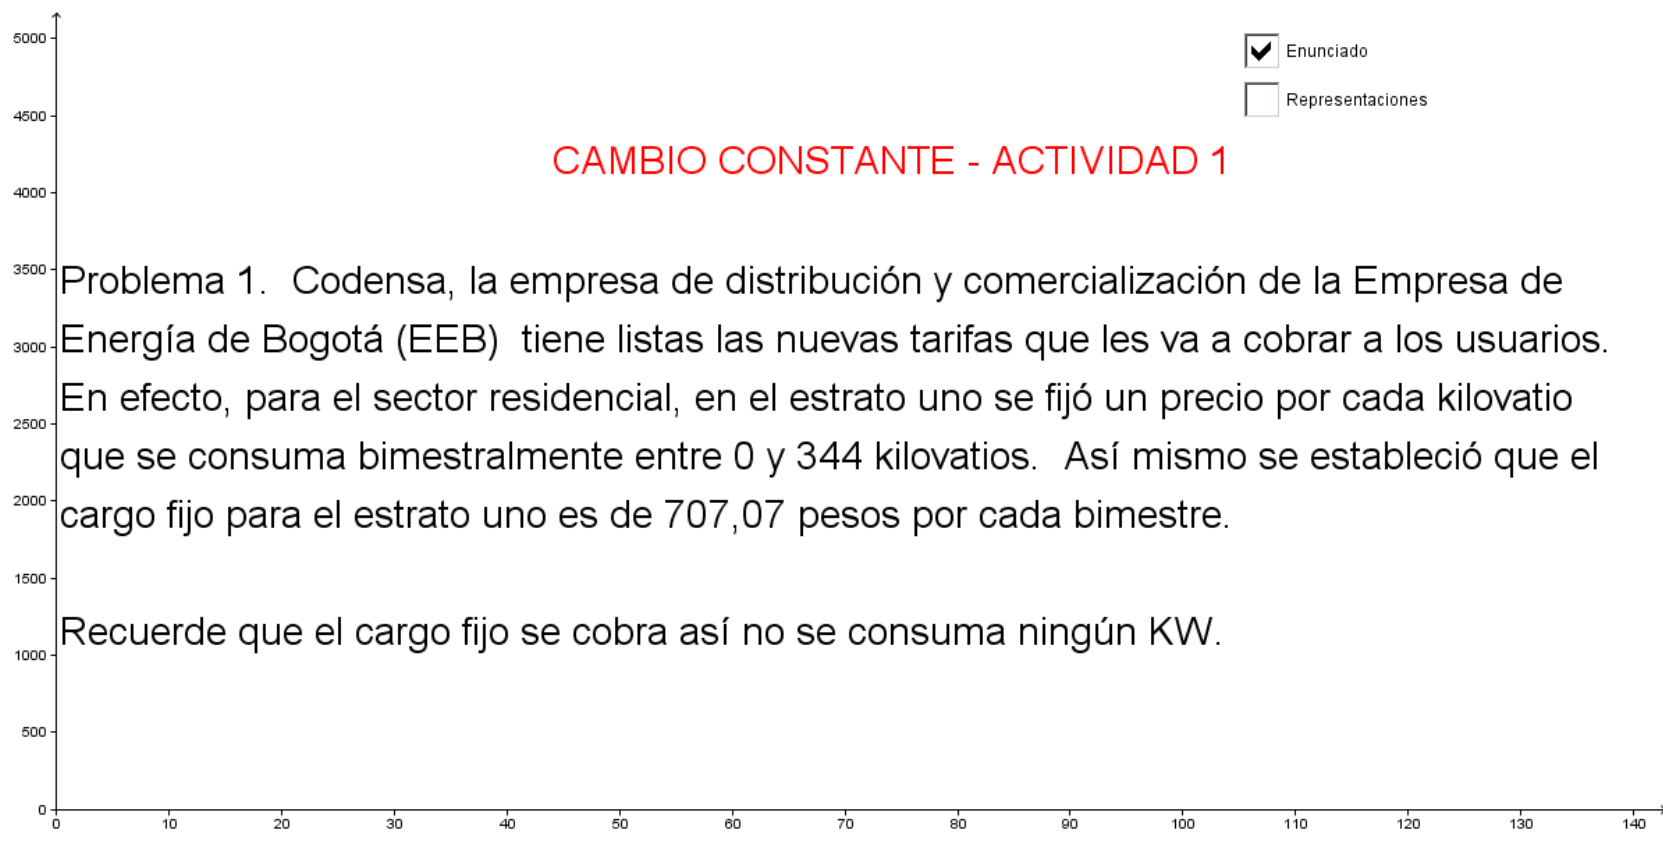 5000
Enunciado
Representaciones
4500
CAMBIO CONSTANTE - ACTIVIDAD 1
4000
3500
Problema 1.  Codensa, la empresa de distribución y comercialización de la Empresa de
Energía de Bogotá (EEB)  tiene listas las nuevas tarifas que les va a cobrar a los usuarios.
3000
En efecto, para el sector residencial, en el estrato uno se fijó un precio por cada kilovatio
2500
que se consuma bimestralmente entre 0 y 344 kilovatios.  Así mismo se estableció que el
2000
cargo fijo para el estrato uno es de 707,07 pesos por cada bimestre.
1500
Recuerde que el cargo fijo se cobra así no se consuma ningún KW.
1000
500
0
0 10 20 30 40 50 60 70 80 90 100 110 120 130 140